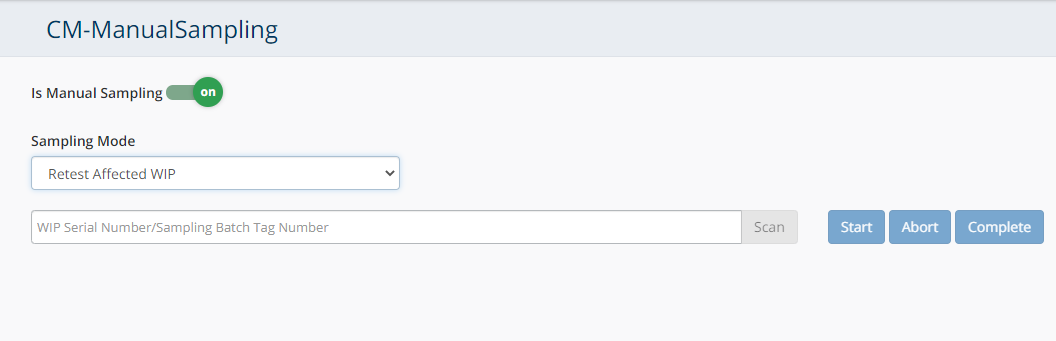 CM-ManualSampling
Is Manual Sampling on
Sampling Mode
Retest Affected WIP
WIP Serial Number/Sampling Batch Tag Number Scan Start Abort Complete